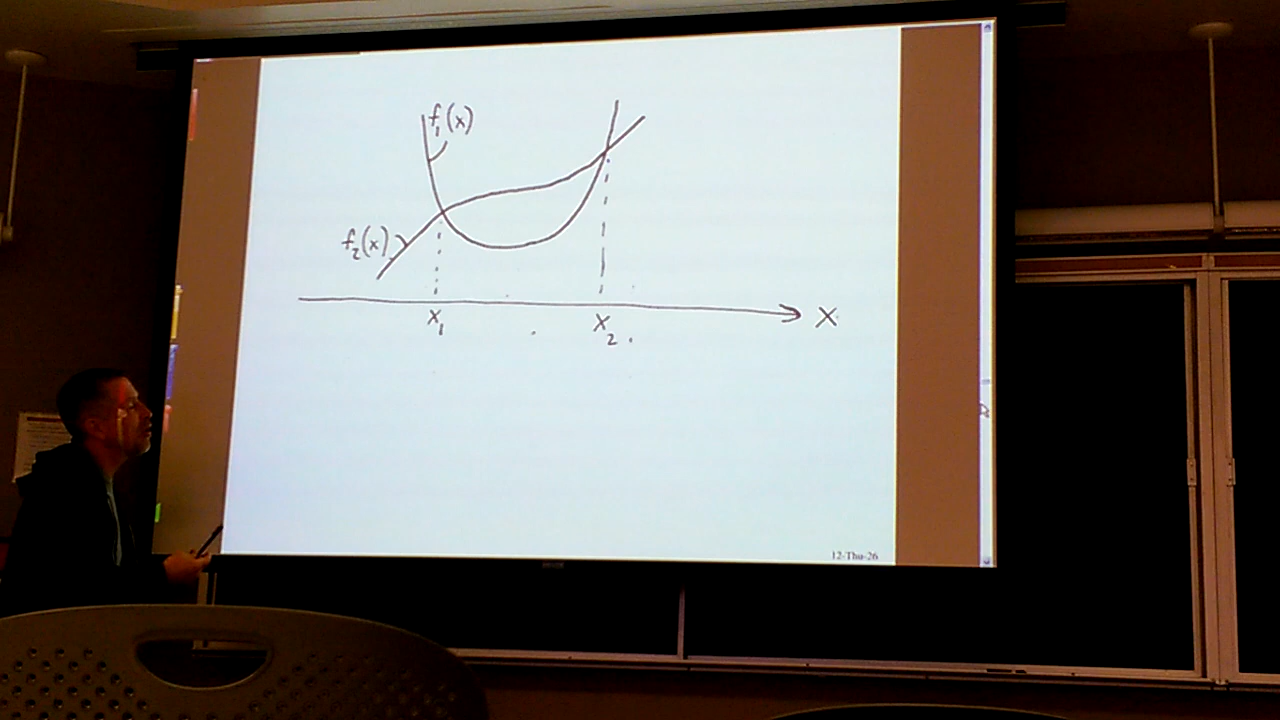 f₁(x)
f₂(x)
x₁
x₂
x
12-Thu-26